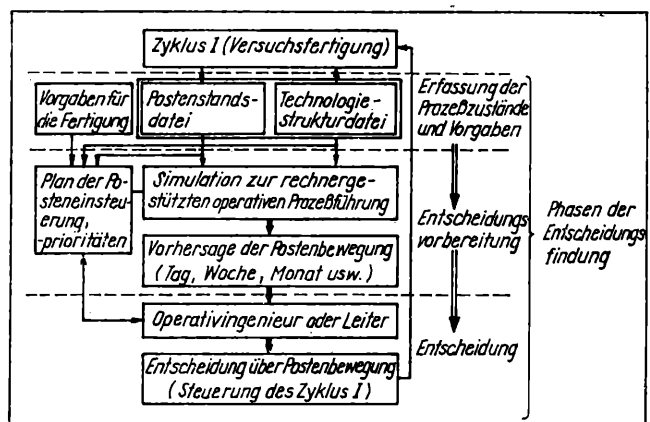 Zyklus I (Versuchsfertigung)
Vorgaben für
die Fertigung
Postenstands-
datei
Technologie-
strukturdatei
Erfassung der
Prozeßzustände
und Vorgaben
Plan der Po-
steneinsteu-
erung,
-prioritäten
Simulation zur rechnerge-
stützten operativen Prozeßführung
Vorhersage der Postenbewegung
(Tag, Woche, Monat usw.)
Entscheidungs
vorbereitung
Phasen der
Entscheidungs
findung
Operativingenieur oder Leiter
Entscheidung über Postenbewegung
(Steuerung des Zyklus I)
Entscheidung